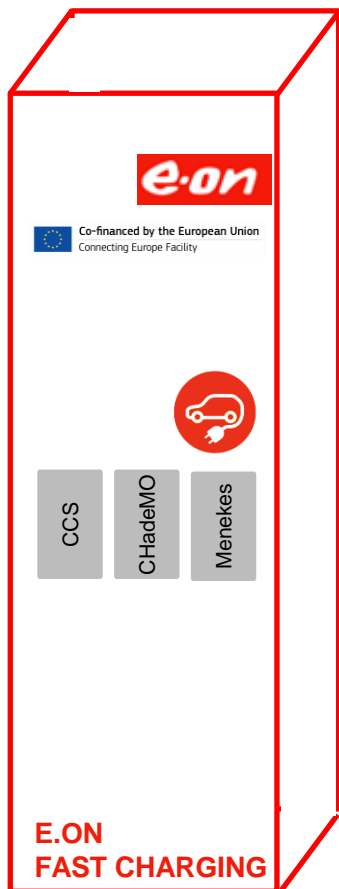 e·on
Co-financed by the European Union
Connecting Europe Facility
CCS
CHadeMO
Menekes
E.ON
FAST CHARGING